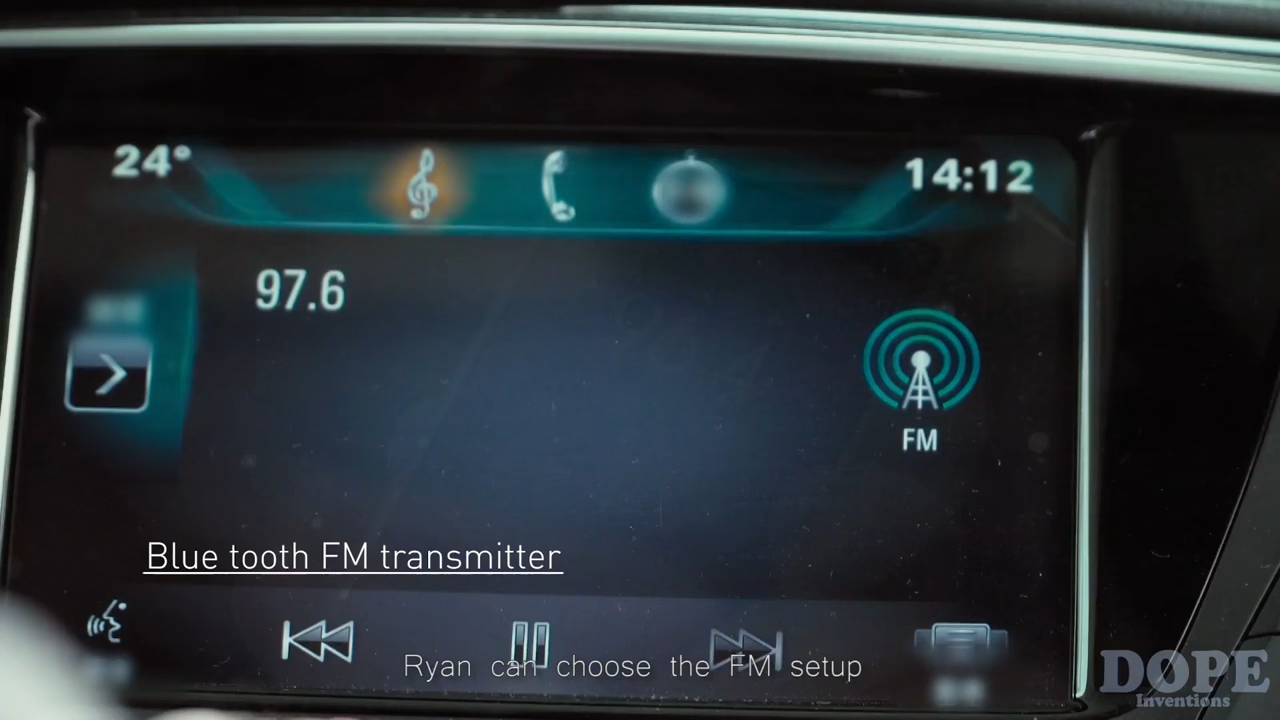 24° 14:12
97.6
FM
Blue tooth FM transmitter
Ryan can choose the FM setup
DOPE
Inventions